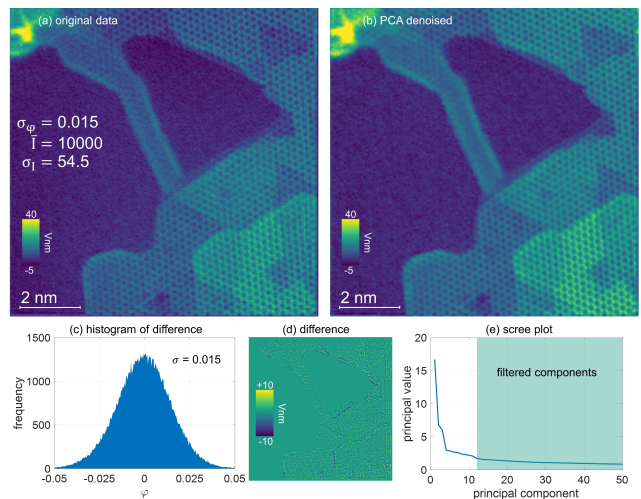 (a) original data
σφ = 0.015
Ī = 10000
σI = 54.5
40
Vnm
-5
2 nm
(b) PCA denoised
40
Vnm
-5
2 nm
(c) histogram of difference
σ = 0.015
frequency
1500
1000
500
0
-0.05 -0.025 0 0.025 0.05
φ
(d) difference
+10
Vnm
-10
(e) scree plot
filtered components
principal value
20
15
10
5
0
0 10 20 30 40 50
principal component